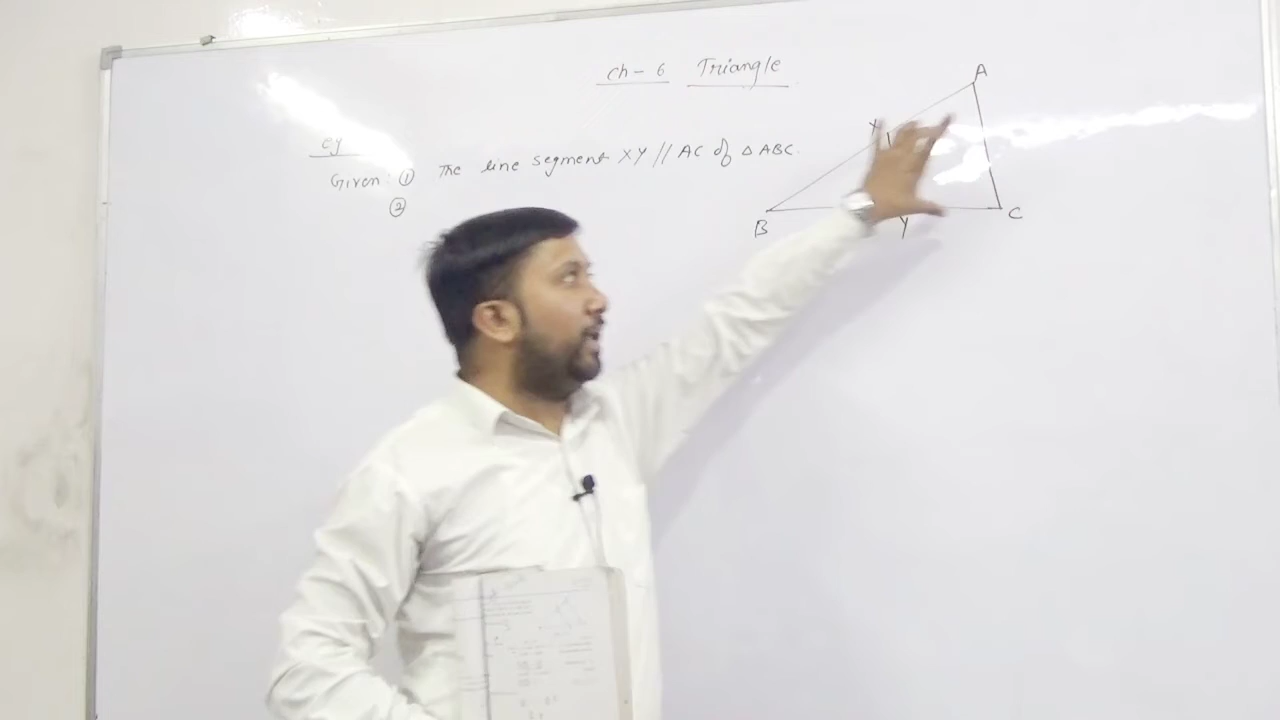 Ch-6 Triangle
eg
Given: ① The line segment XY // AC of △ ABC.
②
A
X
B
Y
C